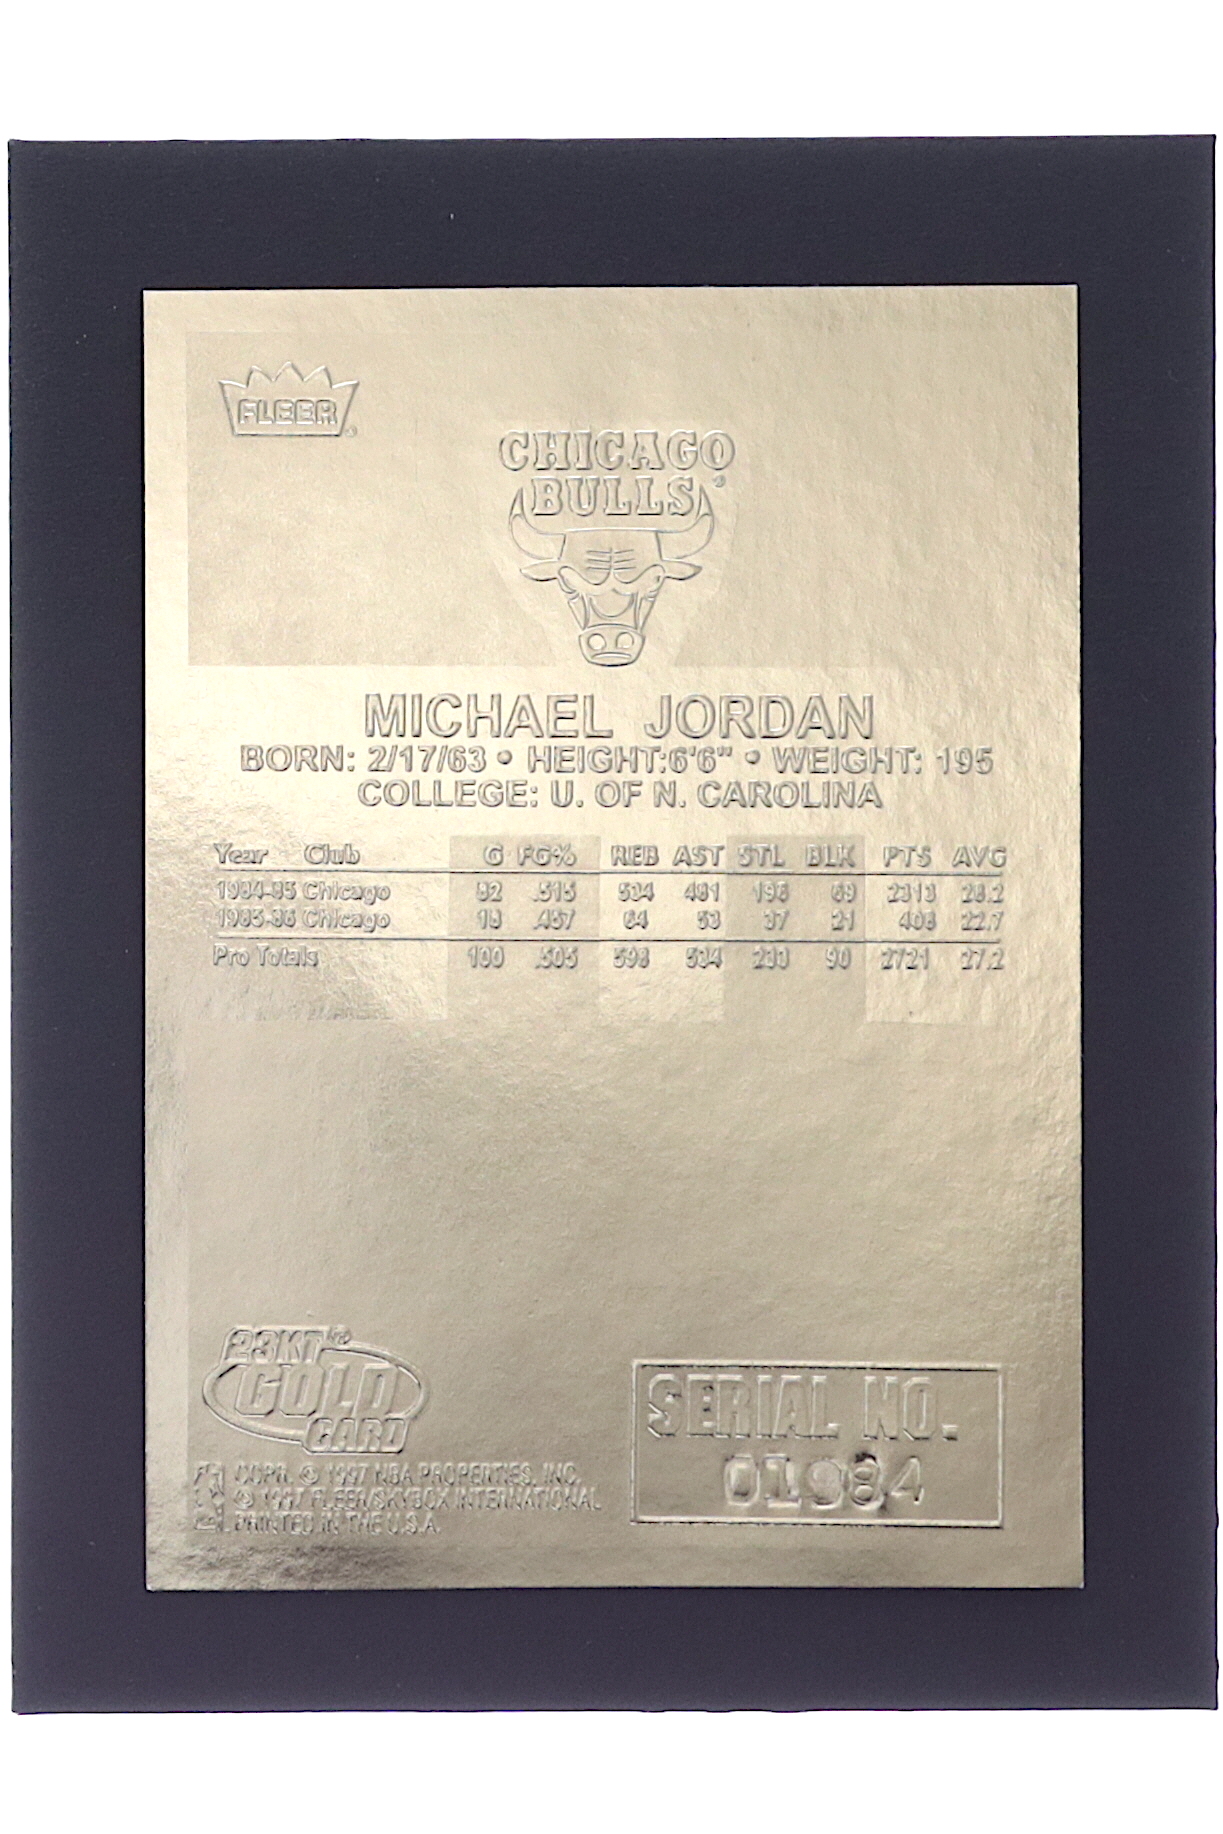 FLEER®
CHICAGO
BULLS®
MICHAEL JORDAN
BORN: 2/17/63 • HEIGHT:6'6" • WEIGHT: 195
COLLEGE: U. OF N. CAROLINA
Year Club G FG% REB AST STL BLK PTS AVG
1984-85 Chicago 82 .515 534 481 196 69 2313 28.2
1985-86 Chicago 18 .457 64 53 37 21 408 22.7
Pro Totals 100 .505 598 534 233 90 2721 27.2
23KT®
GOLD
CARD
SERIAL NO.
01984
COPR. © 1997 NBA PROPERTIES, INC.
© 1997 FLEER/SKYBOX INTERNATIONAL
PRINTED IN THE U.S.A.